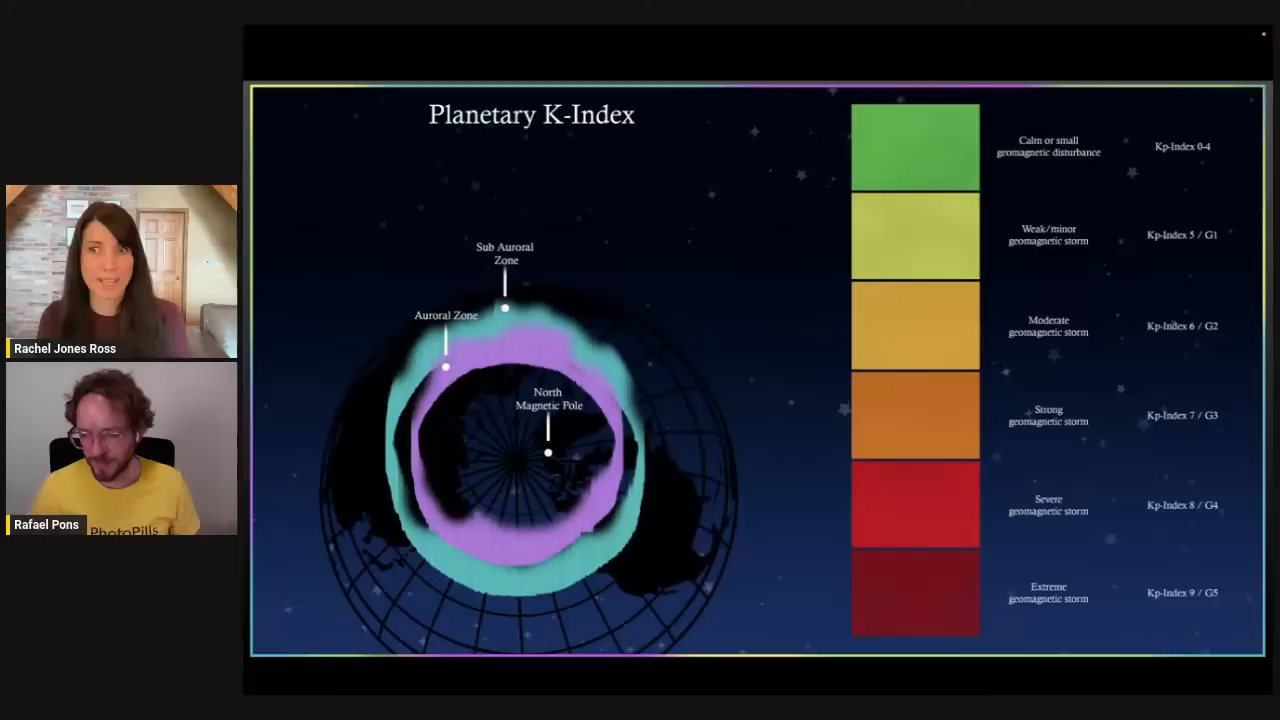 Planetary K-Index
Sub Auroral
Zone
Auroral Zone
North
Magnetic Pole
Calm or small
geomagnetic disturbance
Kp-Index 0-4
Weak/minor
geomagnetic storm
Kp-Index 5 / G1
Moderate
geomagnetic storm
Kp-Index 6 / G2
Strong
geomagnetic storm
Kp-Index 7 / G3
Severe
geomagnetic storm
Kp-Index 8 / G4
Extreme
geomagnetic storm
Kp-Index 9 / G5
Rachel Jones Ross
PhotoPills
Rafael Pons